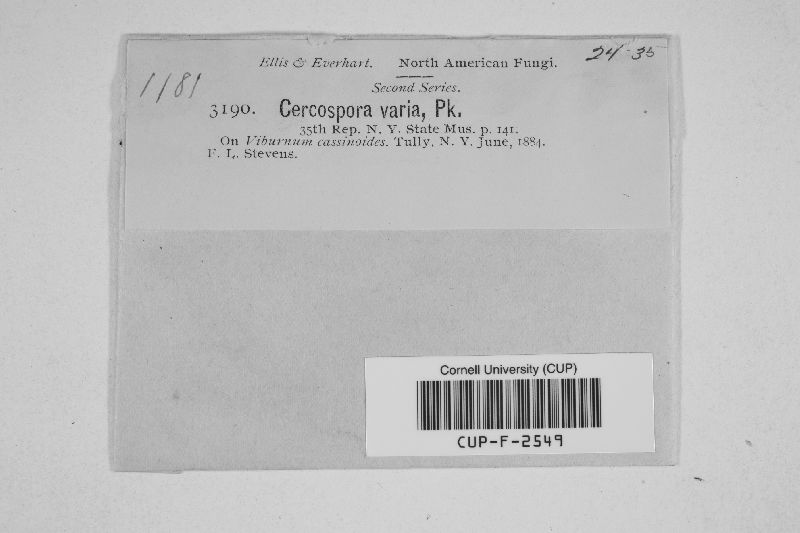 Ellis & Everhart. North American Fungi. 24-35
1181
Second Series.
3190. Cercospora varia, Pk.
35th Rep. N. Y. State Mus. p. 141.
On Viburnum cassinoides. Tully, N. Y. June, 1884.
F. L. Stevens.
Cornell University (CUP)
CUP-F-2549